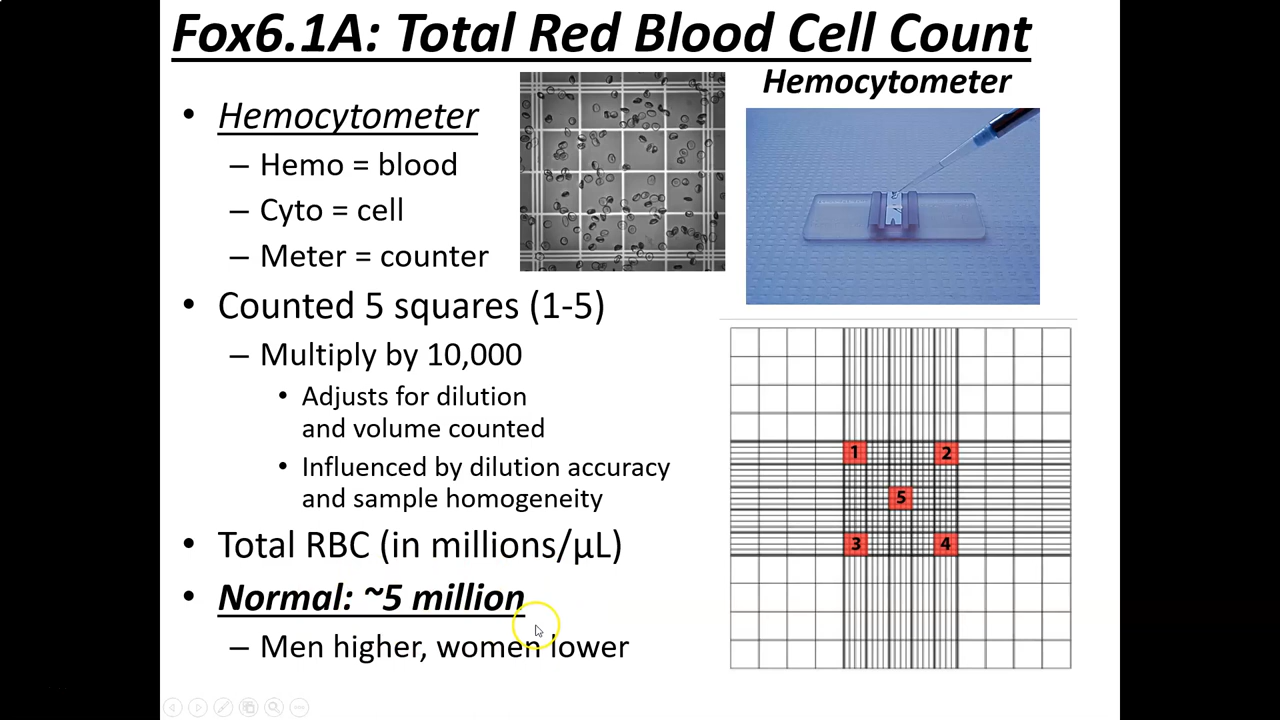 Fox6.1A: Total Red Blood Cell Count
• Hemocytometer
– Hemo = blood
– Cyto = cell
– Meter = counter
• Counted 5 squares (1-5)
– Multiply by 10,000
• Adjusts for dilution
and volume counted
• Influenced by dilution accuracy
and sample homogeneity
• Total RBC (in millions/µL)
• Normal: ~5 million
– Men higher, women lower
Hemocytometer
1 2
5
3 4